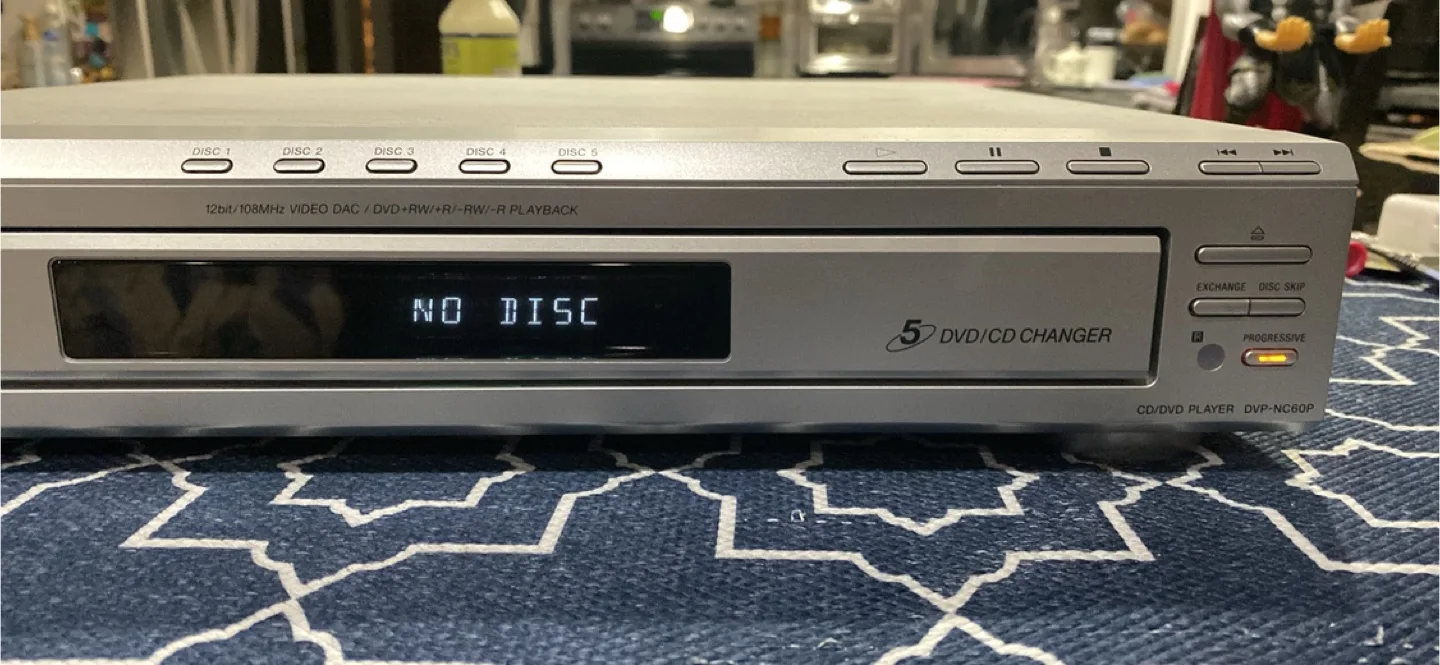 DISC 1 DISC 2 DISC 3 DISC 4 DISC 5
12bit/108MHz VIDEO DAC / DVD+RW/+R/-RW/-R PLAYBACK
NO DISC
5 DVD/CD CHANGER
EXCHANGE DISC SKIP
R PROGRESSIVE
CD/DVD PLAYER DVP-NC60P